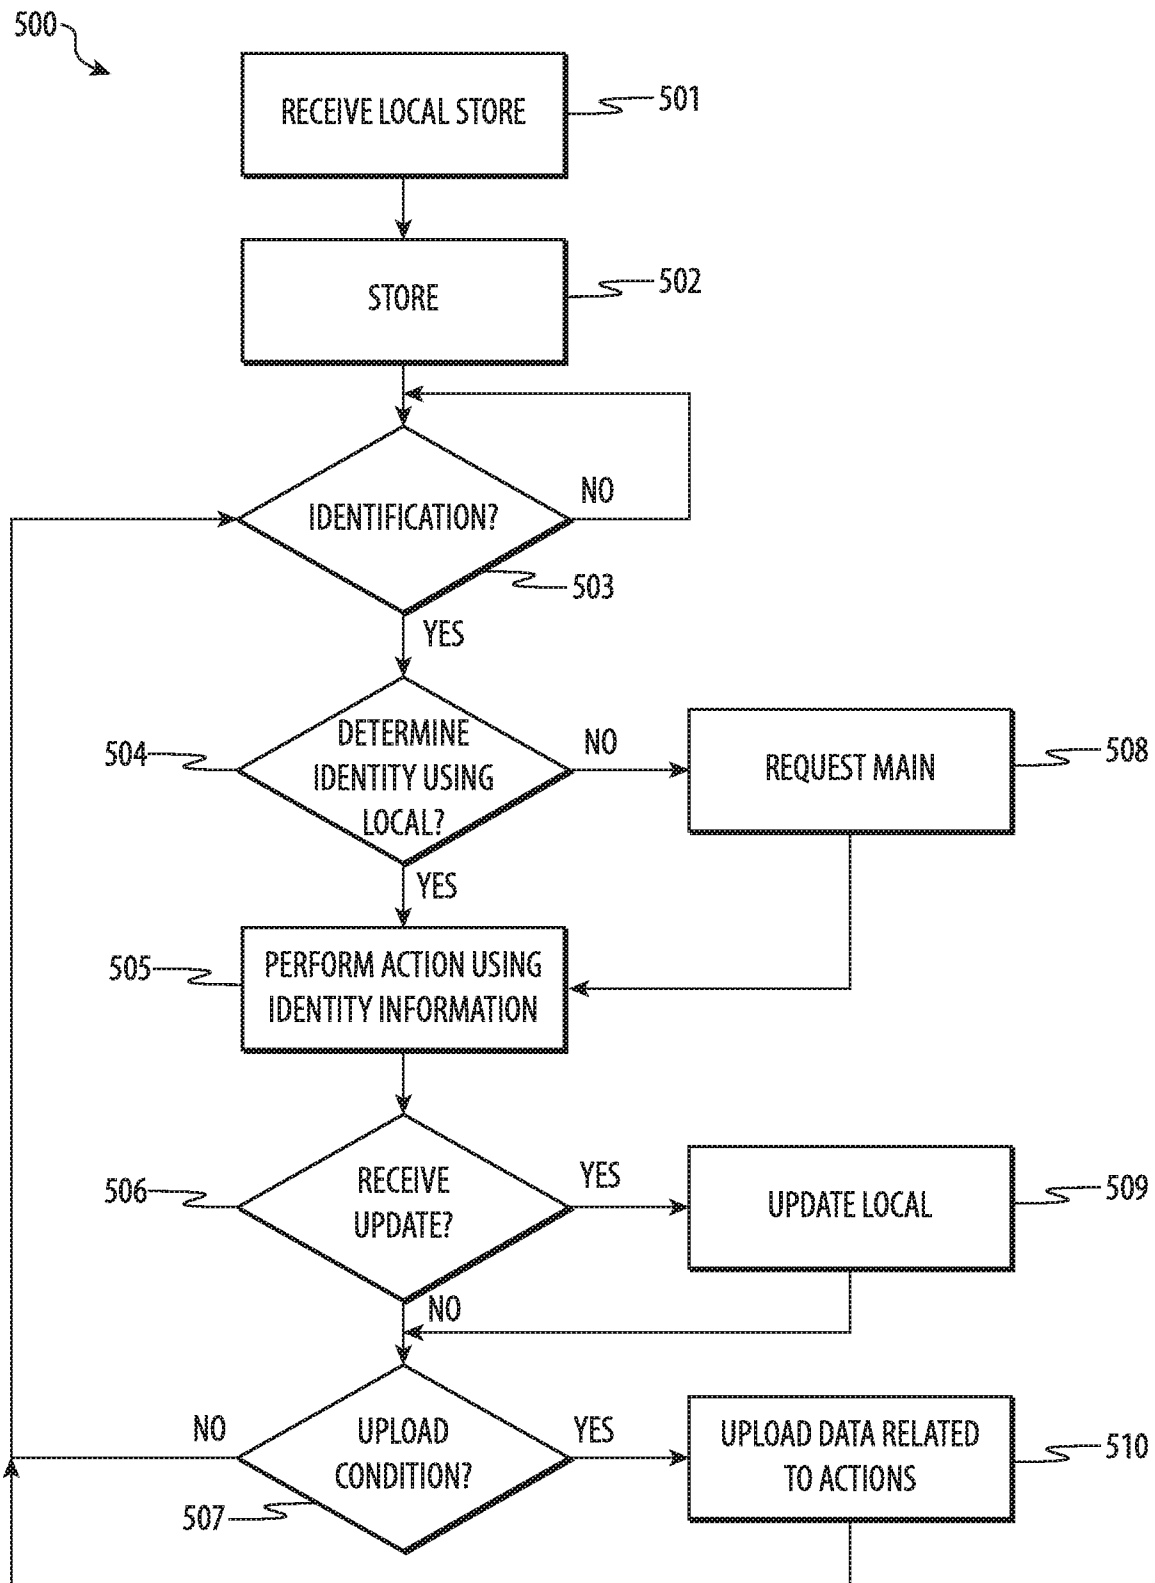 500
RECEIVE LOCAL STORE
501
STORE
502
IDENTIFICATION?
NO
503
YES
504
DETERMINE
IDENTITY USING
LOCAL?
NO
REQUEST MAIN
508
YES
505
PERFORM ACTION USING
IDENTITY INFORMATION
506
RECEIVE
UPDATE?
YES
UPDATE LOCAL
509
NO
NO
UPLOAD
CONDITION?
YES
UPLOAD DATA RELATED
TO ACTIONS
510
507